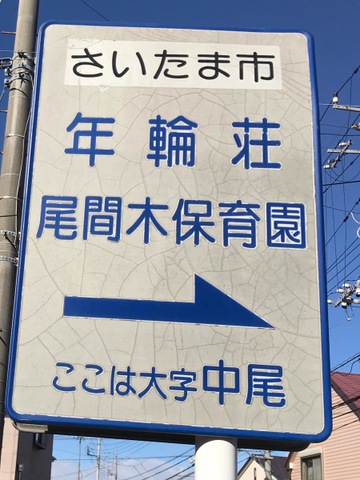 さいたま市
年輪荘
尾間木保育園
ここは大字中尾